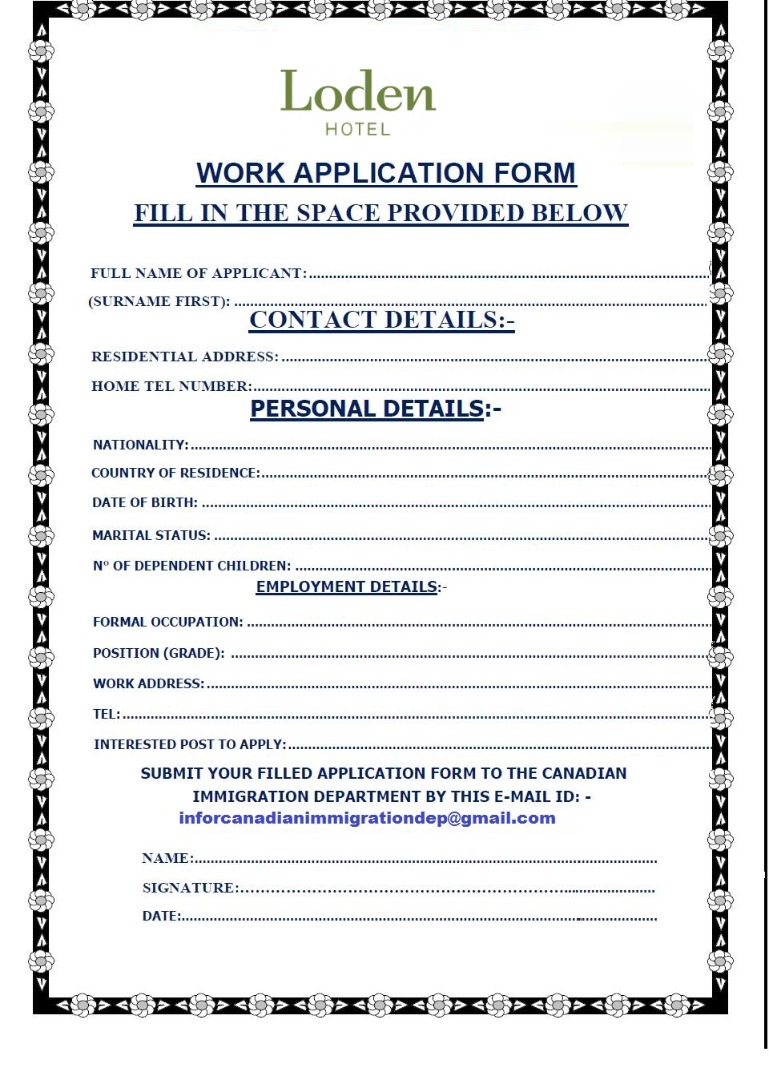 Loden
HOTEL
WORK APPLICATION FORM
FILL IN THE SPACE PROVIDED BELOW
FULL NAME OF APPLICANT:..........................................................................................
(SURNAME FIRST): ..........................................................................................
CONTACT DETAILS:-
RESIDENTIAL ADDRESS: ..........................................................................................
HOME TEL NUMBER:..........................................................................................
PERSONAL DETAILS:-
NATIONALITY:..........................................................................................
COUNTRY OF RESIDENCE:..........................................................................................
DATE OF BIRTH: ..........................................................................................
MARITAL STATUS: ..........................................................................................
N° OF DEPENDENT CHILDREN: ..........................................................................................
EMPLOYMENT DETAILS:-
FORMAL OCCUPATION: ..........................................................................................
POSITION (GRADE): ..........................................................................................
WORK ADDRESS:..........................................................................................
TEL:..........................................................................................
INTERESTED POST TO APPLY:..........................................................................................
SUBMIT YOUR FILLED APPLICATION FORM TO THE CANADIAN
IMMIGRATION DEPARTMENT BY THIS E-MAIL ID: -
inforcanadianimmigrationdep@gmail.com
NAME:..........................................................................................
SIGNATURE:..........................................................................................
DATE:..........................................................................................